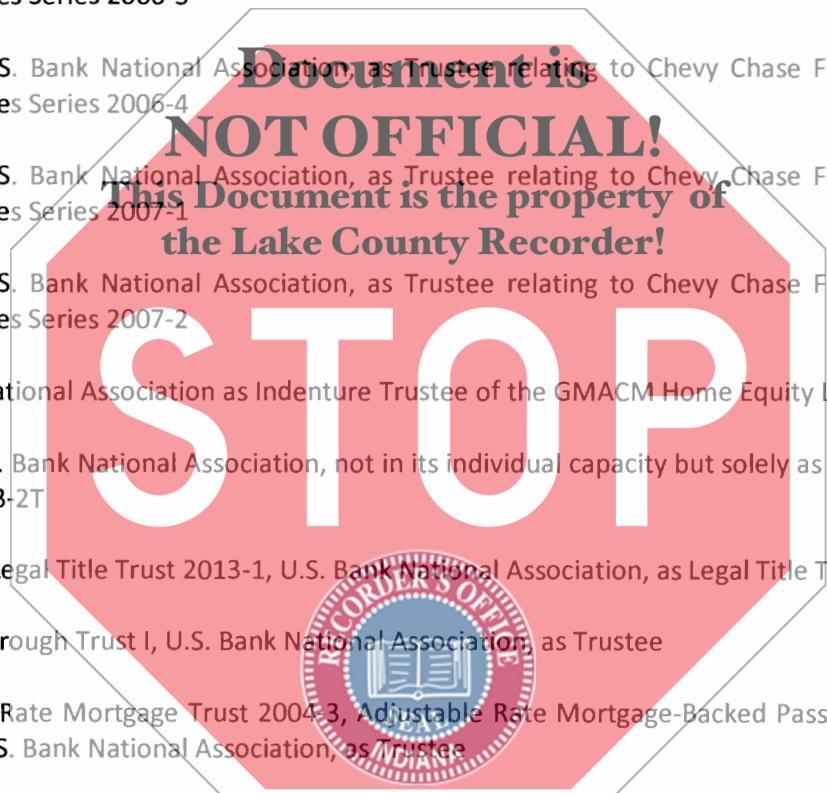 es Series 2006-3
S. Bank National Association, as Trustee relating to Chevy Chase F
es Series 2006-4
S. Bank National Association, as Trustee relating to Chevy Chase F
es Series 2007-1
S. Bank National Association, as Trustee relating to Chevy Chase F
es Series 2007-2
ational Association as Indenture Trustee of the GMACM Home Equity L
. Bank National Association, not in its individual capacity but solely as
3-2T
egal Title Trust 2013-1, U.S. Bank National Association, as Legal Title T
rough Trust I, U.S. Bank National Association, as Trustee
Rate Mortgage Trust 2004-3, Adjustable Rate Mortgage-Backed Pass
S. Bank National Association, as Trustee
Document is
NOT OFFICIAL!
This Document is the property of
the Lake County Recorder!
STOP
RECORDER'S OFFICE
SEAL
INDIANA